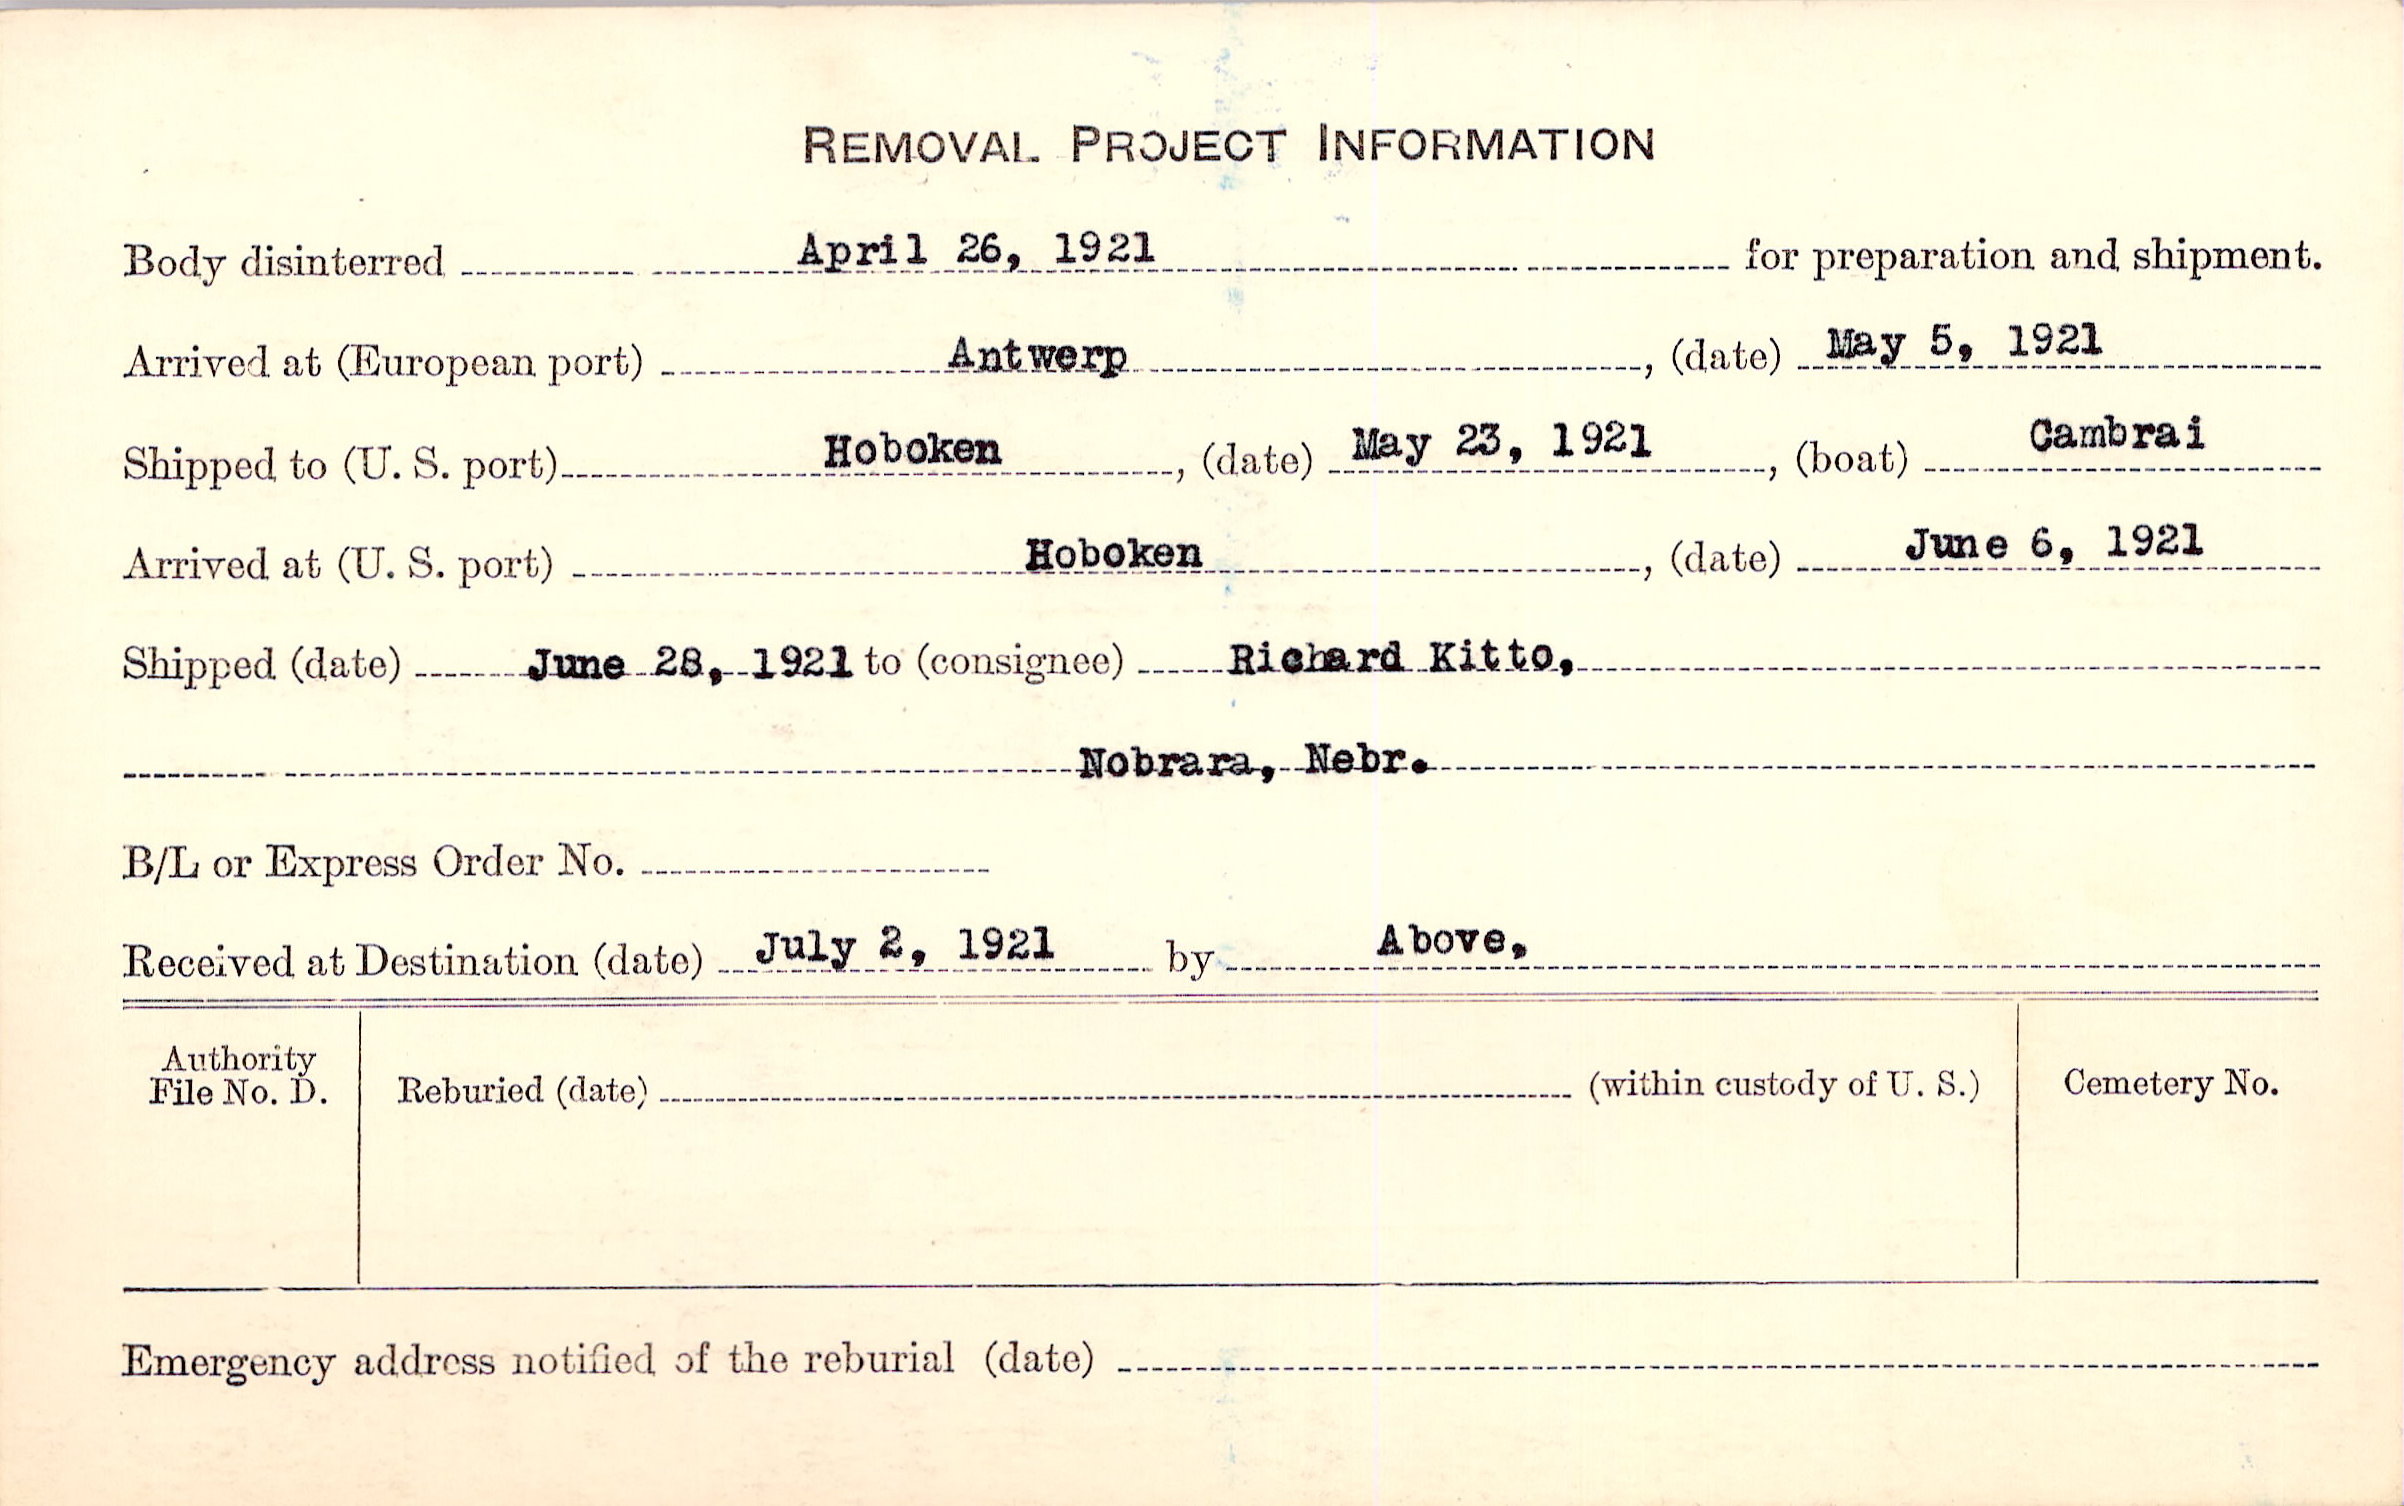 REMOVAL PROJECT INFORMATION
Body disinterred April 26, 1921 for preparation and shipment.
Arrived at (European port) Antwerp, (date) May 5, 1921
Shipped to (U. S. port) Hoboken, (date) May 23, 1921, (boat) Cambrai
Arrived at (U. S. port) Hoboken, (date) June 6, 1921
Shipped (date) June 28, 1921 to (consignee) Richard Kitto,
Nobrara, Nebr.
B/L or Express Order No.
Received at Destination (date) July 2, 1921 by Above,
Authority
File No. D. Reburied (date) (within custody of U. S.) Cemetery No.
Emergency address notified of the reburial (date)